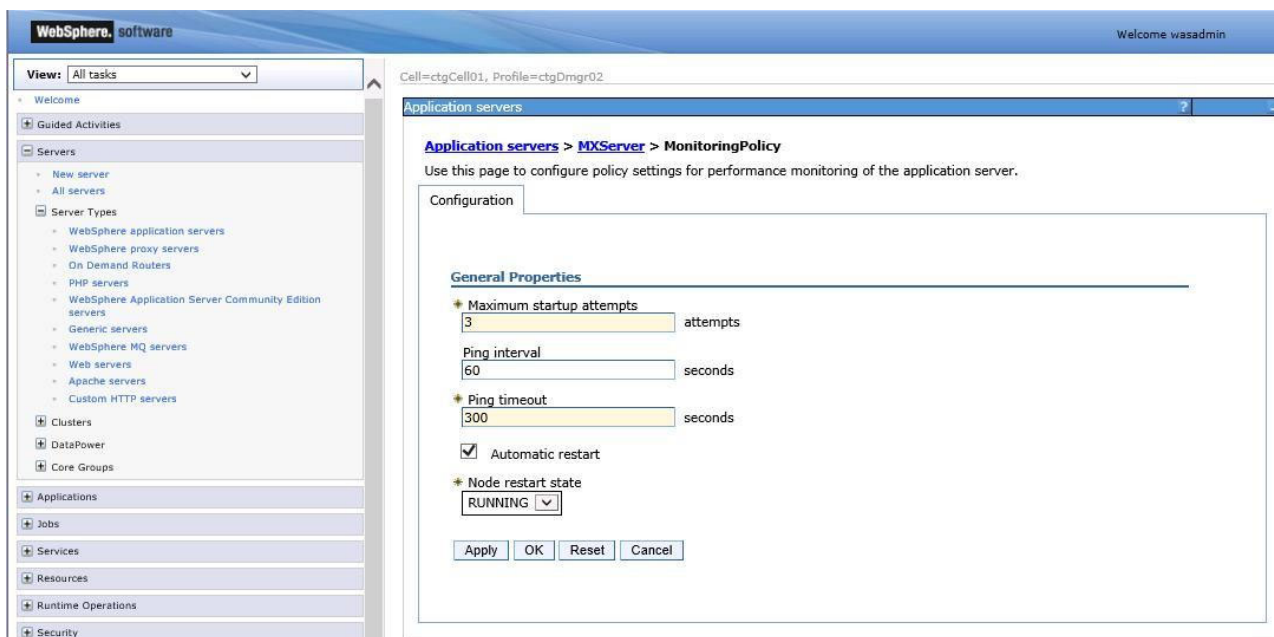 WebSphere. software
Welcome wasadmin
View: All tasks
Welcome
Guided Activities
Servers
New server
All servers
Server Types
WebSphere application servers
WebSphere proxy servers
On Demand Routers
PHP servers
WebSphere Application Server Community Edition
servers
Generic servers
WebSphere MQ servers
Web servers
Apache servers
Custom HTTP servers
Clusters
DataPower
Core Groups
Applications
Jobs
Services
Resources
Runtime Operations
Security
Cell=ctgCell01, Profile=ctgDmgr02
Application servers ?
Application servers > MXServer > MonitoringPolicy
Use this page to configure policy settings for performance monitoring of the application server.
Configuration
General Properties
Maximum startup attempts
3 attempts
Ping interval
60 seconds
Ping timeout
300 seconds
Automatic restart
Node restart state
RUNNING
Apply OK Reset Cancel